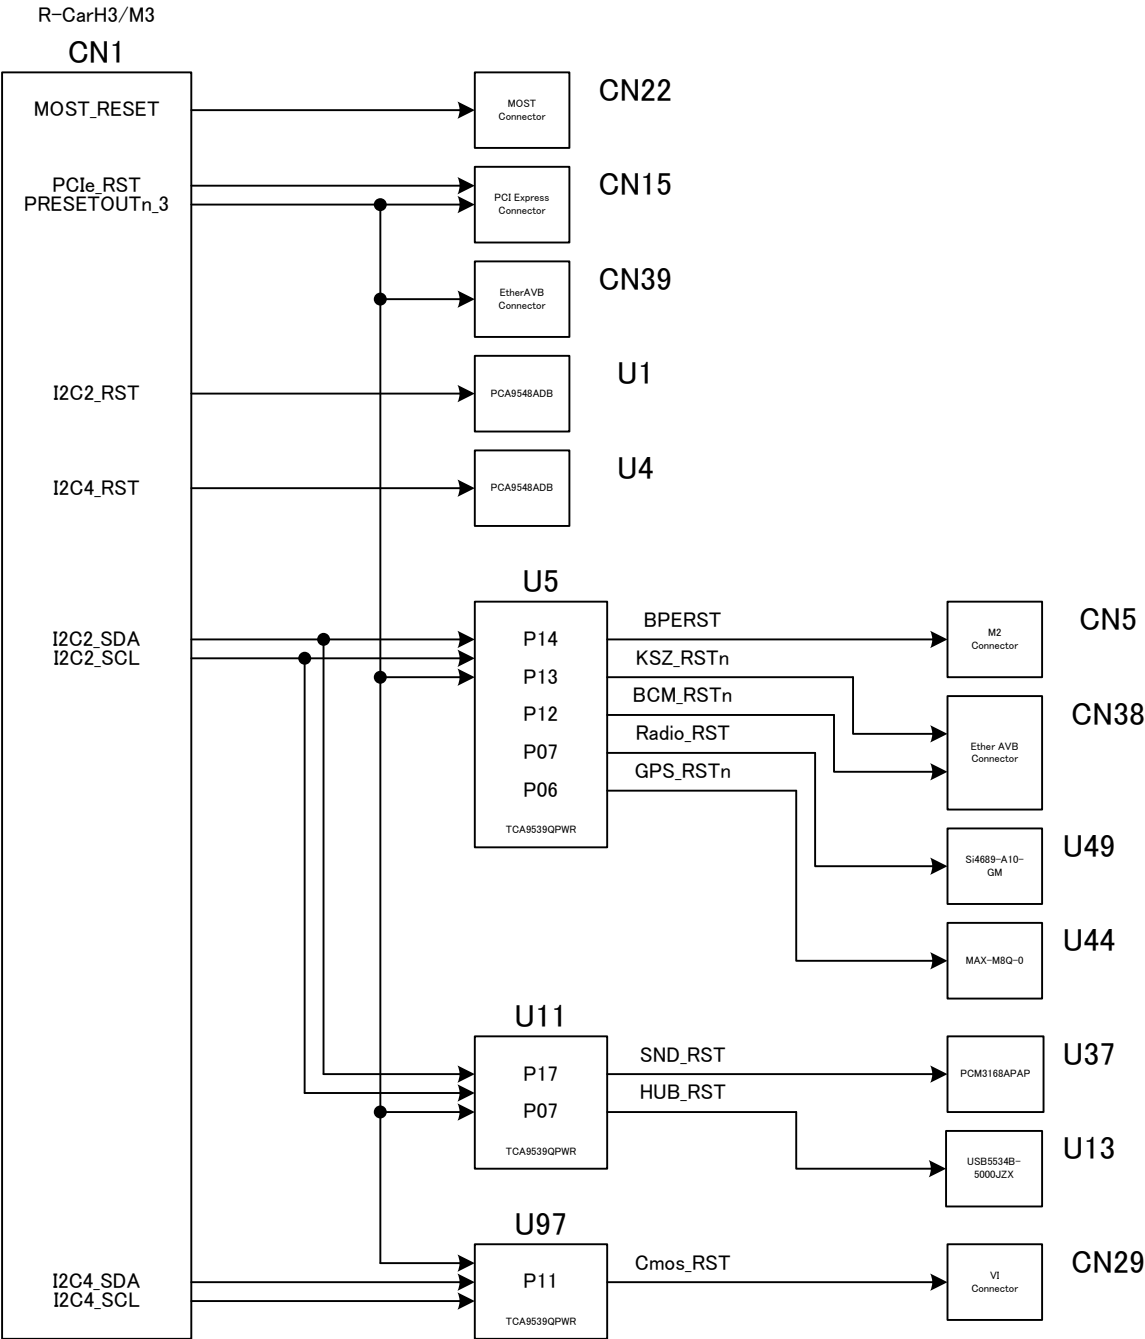 R-CarH3/M3
CN1
MOST_RESET
MOST
Connector
CN22
PCIe_RST
PRESETOUTn_3
PCI Express
Connector
CN15
EtherAVB
Connector
CN39
I2C2_RST
PCA9548ADB
U1
I2C4_RST
PCA9548ADB
U4
U5
I2C2_SDA
I2C2_SCL
P14
P13
P12
P07
P06
TCA9539QPWR
BPERST
KSZ_RSTn
BCM_RSTn
Radio_RST
GPS_RSTn
M2
Connector
CN5
Ether AVB
Connector
CN38
Si4689-A10-
GM
U49
MAX-M8Q-0
U44
U11
P17
P07
TCA9539QPWR
SND_RST
HUB_RST
PCM3168APAP
U37
USB5534B-
5000JZX
U13
U97
I2C4_SDA
I2C4_SCL
P11
TCA9539QPWR
Cmos_RST
VI
Connector
CN29